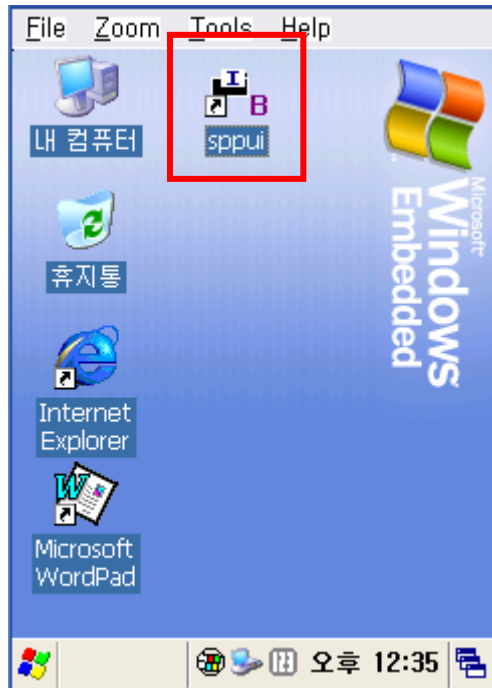 File Zoom Tools Help
내 컴퓨터
I B
sppui
휴지통
Internet
Explorer
W
Microsoft
WordPad
Microsoft
Windows
Embedded
오후 12:35